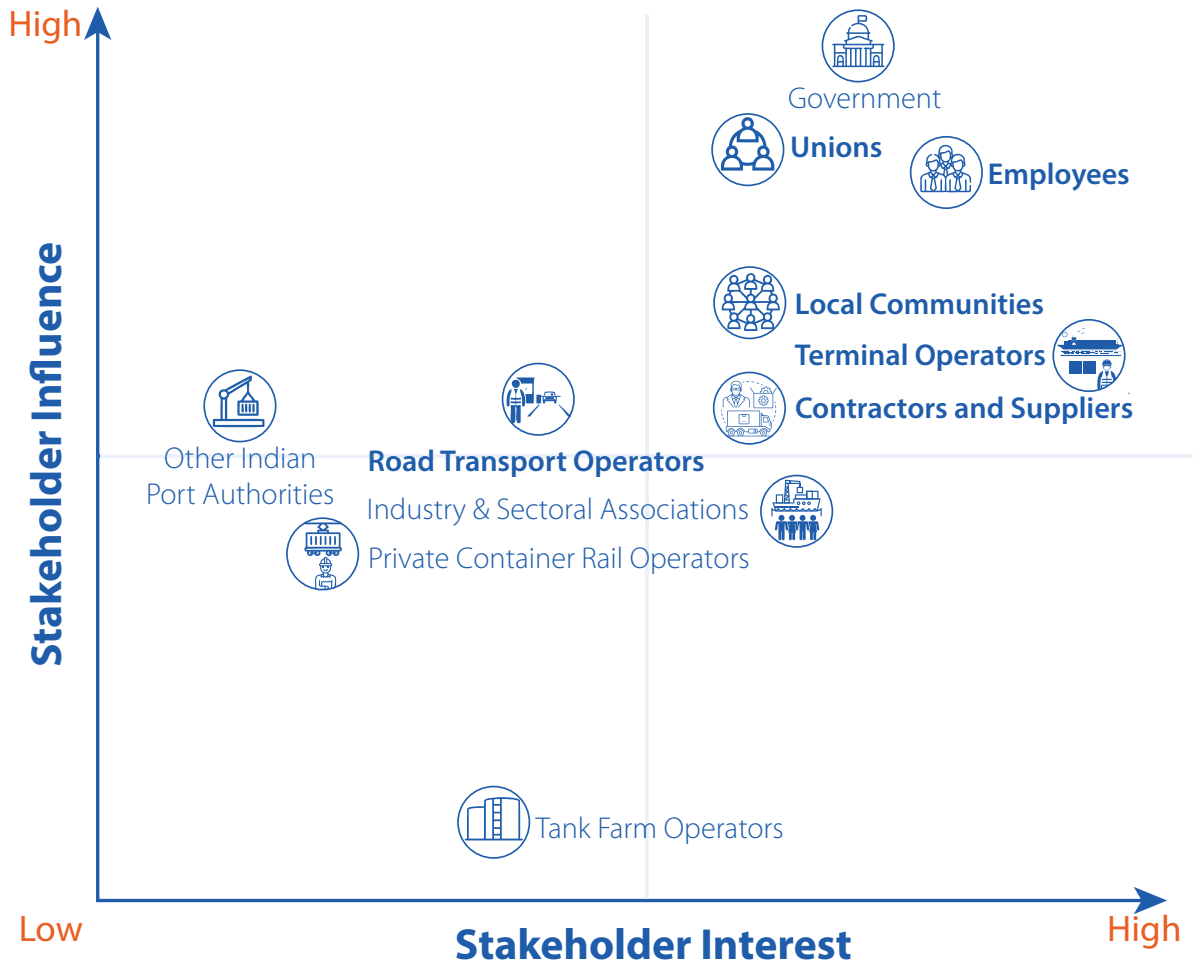 High
Government
Unions
Employees
Local Communities
Terminal Operators
Contractors and Suppliers
Other Indian
Port Authorities
Road Transport Operators
Industry & Sectoral Associations
Private Container Rail Operators
Tank Farm Operators
Stakeholder Influence
Low
Stakeholder Interest
High